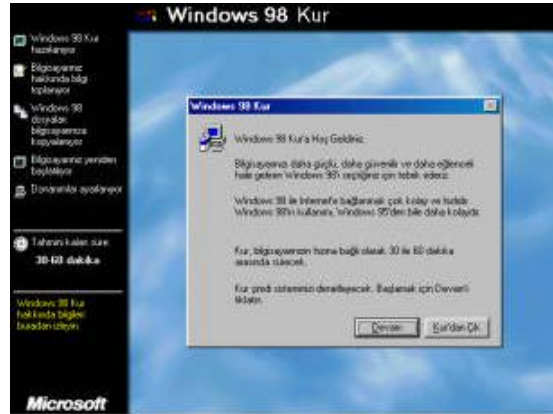 Windows 98 Kur
Windows 98 Kur
hazırlanıyor
Bilgisayarınız
hakkında bilgi
toplanıyor
Windows 98
dosyaları
bilgisayarınıza
kopyalanıyor
Bilgisayarınız yeniden
başlatılıyor
Donanımlar ayarlanıyor
Tahmini kalan süre:
30-60 dakika
Windows 98 Kur
hakkında bilgileri
buradan izleyin.
Microsoft
Windows 98 Kur
Windows 98 Kur'a Hoş Geldiniz.
Bilgisayarınızı daha güçlü, daha güvenilir ve daha eğlenceli
hale getiren Windows 98'i seçtiğiniz için tebrik ederiz.
Windows 98 ile Internet'e bağlanmak çok kolay ve hızlıdır.
Windows 98'in kullanımı, Windows 95'den bile daha kolaydır.
Kur, bilgisayarınızın hızına bağlı olarak 30 ile 60 dakika
arasında sürecek.
Kur şimdi sisteminizi denetleyecek. Başlamak için Devam'ı
tıklatın.
Devam
Kur'dan Çık